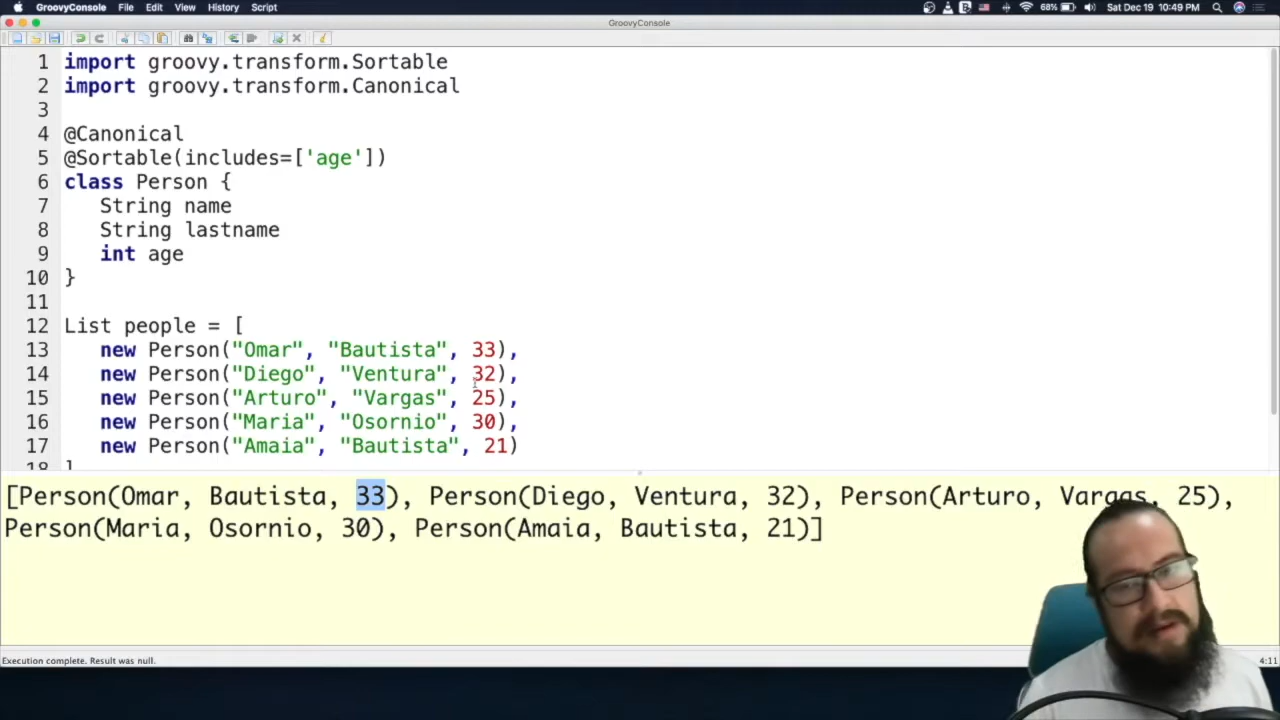 GroovyConsole File Edit View History Script 68% Sat Dec 19 10:49 PM
GroovyConsole
1 import groovy.transform.Sortable
2 import groovy.transform.Canonical
3
4 @Canonical
5 @Sortable(includes=['age'])
6 class Person {
7 String name
8 String lastname
9 int age
10 }
11
12 List people = [
13 new Person("Omar", "Bautista", 33),
14 new Person("Diego", "Ventura", 32),
15 new Person("Arturo", "Vargas", 25),
16 new Person("Maria", "Osornio", 30),
17 new Person("Amaia", "Bautista", 21)
18 ]
[Person(Omar, Bautista, 33), Person(Diego, Ventura, 32), Person(Arturo, Vargas, 25),
Person(Maria, Osornio, 30), Person(Amaia, Bautista, 21)]
Execution complete. Result was null.
4:11